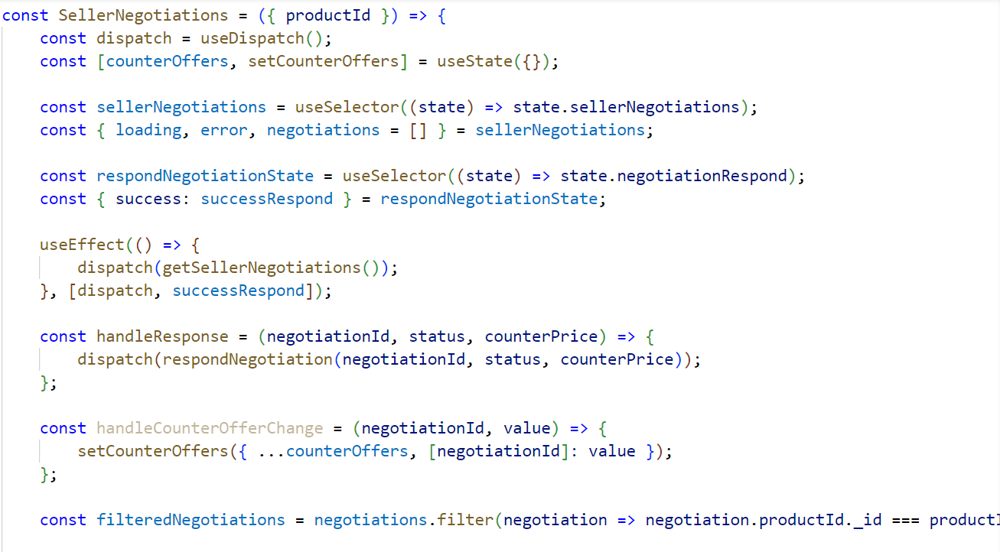 const SellerNegotiations = ({ productId }) => {
    const dispatch = useDispatch();
    const [counterOffers, setCounterOffers] = useState({});

    const sellerNegotiations = useSelector((state) => state.sellerNegotiations);
    const { loading, error, negotiations = [] } = sellerNegotiations;

    const respondNegotiationState = useSelector((state) => state.negotiationRespond);
    const { success: successRespond } = respondNegotiationState;

    useEffect(() => {
        dispatch(getSellerNegotiations());
    }, [dispatch, successRespond]);

    const handleResponse = (negotiationId, status, counterPrice) => {
        dispatch(respondNegotiation(negotiationId, status, counterPrice));
    };

    const handleCounterOfferChange = (negotiationId, value) => {
        setCounterOffers({ ...counterOffers, [negotiationId]: value });
    };

    const filteredNegotiations = negotiations.filter(negotiation => negotiation.productId._id ===